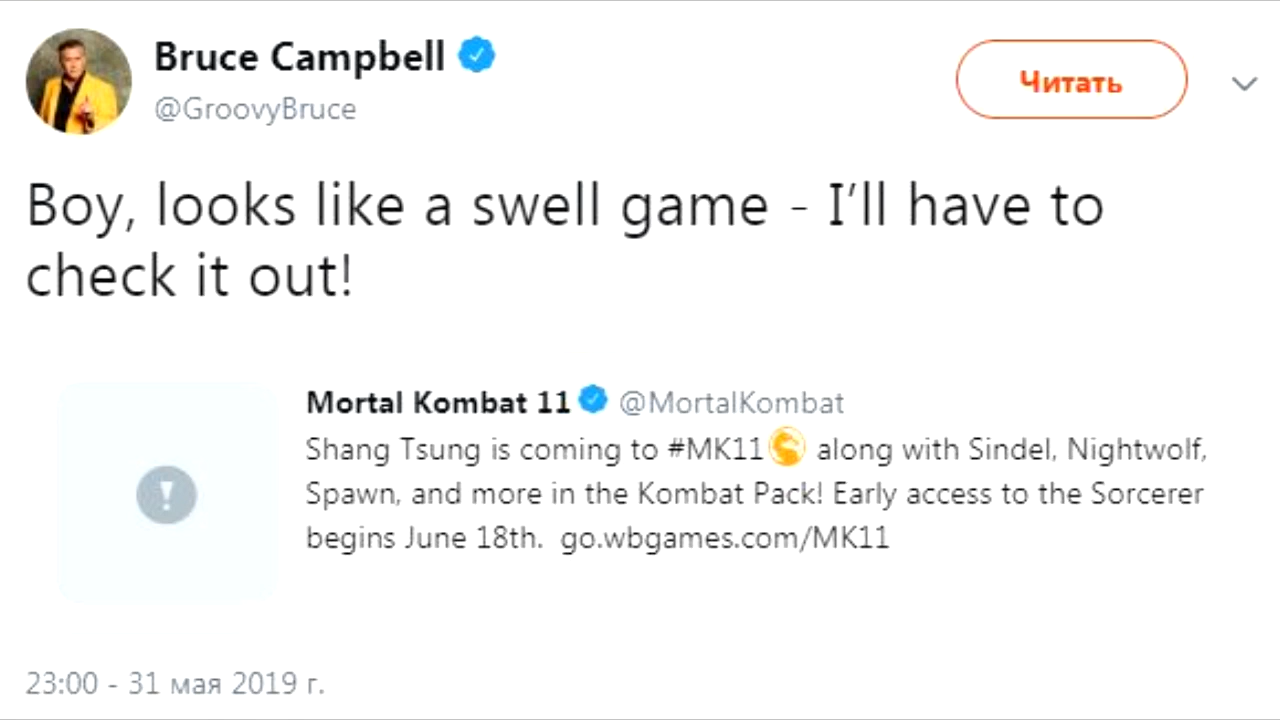 Bruce Campbell
@GroovyBruce
Читать
Boy, looks like a swell game - I’ll have to
check it out!
Mortal Kombat 11 @MortalKombat
Shang Tsung is coming to #MK11 along with Sindel, Nightwolf,
Spawn, and more in the Kombat Pack! Early access to the Sorcerer
begins June 18th. go.wbgames.com/MK11
23:00 - 31 мая 2019 г.